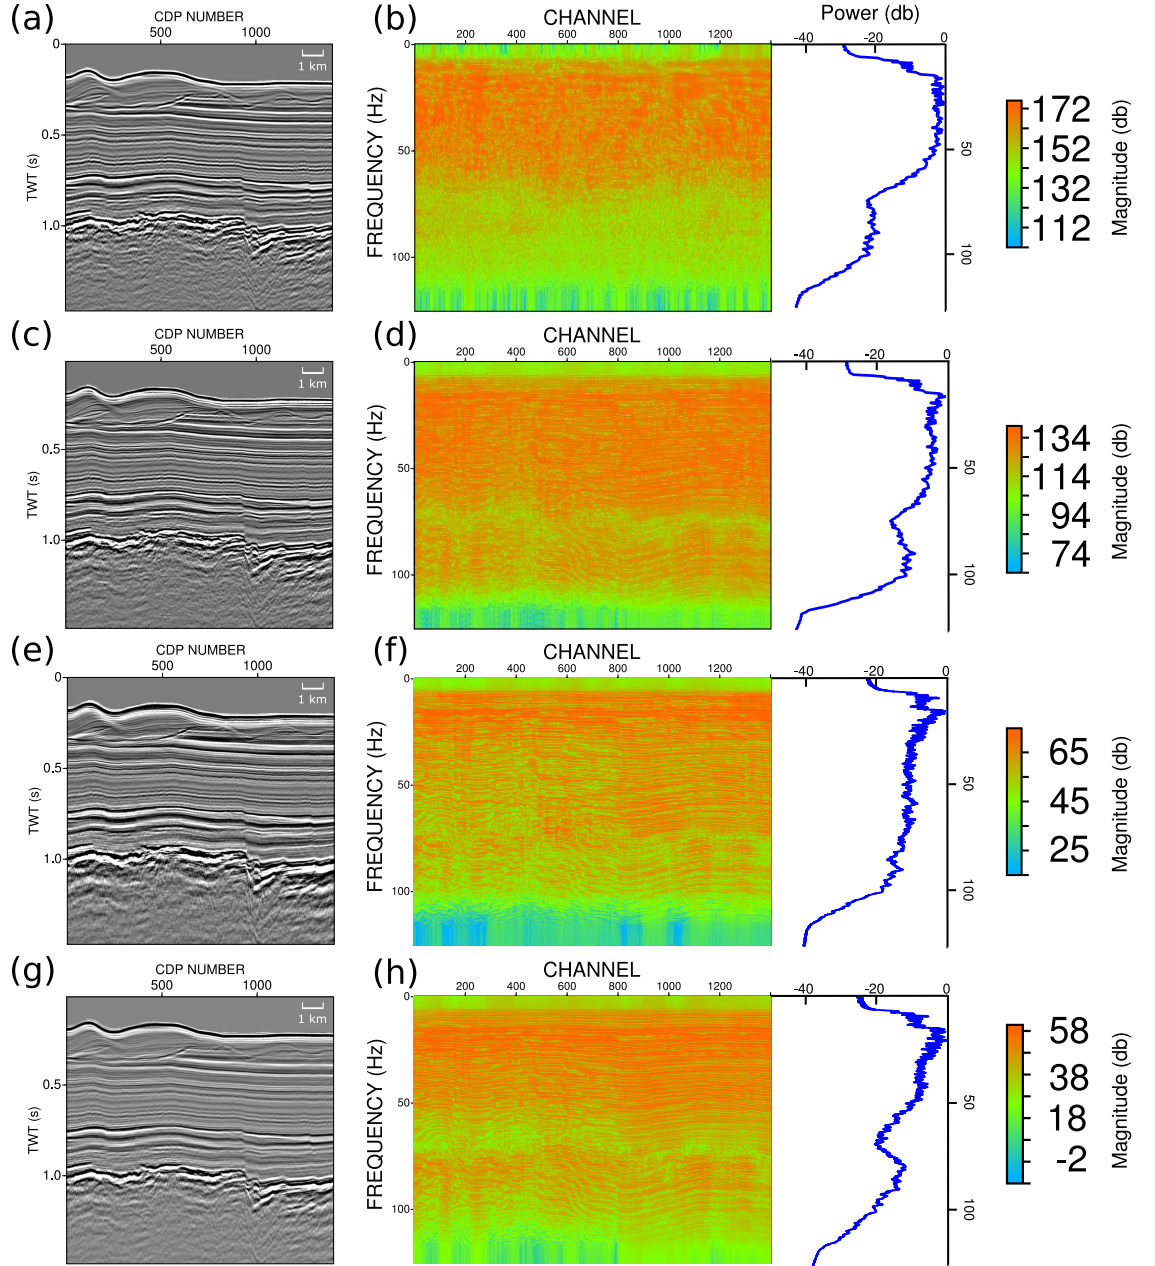 (a)
CDP NUMBER
500 1000
0
0.5
1.0
TWT (s)
1 km
(b)
CHANNEL
200 400 600 800 1000 1200
0
50
100
FREQUENCY (Hz)
Power (db)
-40 -20 0
50
100
172
152
132
112
Magnitude (db)
(c)
CDP NUMBER
500 1000
0.5
1.0
TWT (s)
1 km
(d)
CHANNEL
200 400 600 800 1000 1200
0
50
100
FREQUENCY (Hz)
-40 -20 0
50
100
134
114
94
74
Magnitude (db)
(e)
CDP NUMBER
500 1000
0
0.5
1.0
TWT (s)
1 km
(f)
CHANNEL
200 400 600 800 1000 1200
0
50
100
FREQUENCY (Hz)
-40 -20 0
50
100
65
45
25
Magnitude (db)
(g)
CDP NUMBER
500 1000
0.5
1.0
TWT (s)
1 km
(h)
CHANNEL
200 400 600 800 1000 1200
0
50
100
FREQUENCY (Hz)
-40 -20 0
50
100
58
38
18
-2
Magnitude (db)